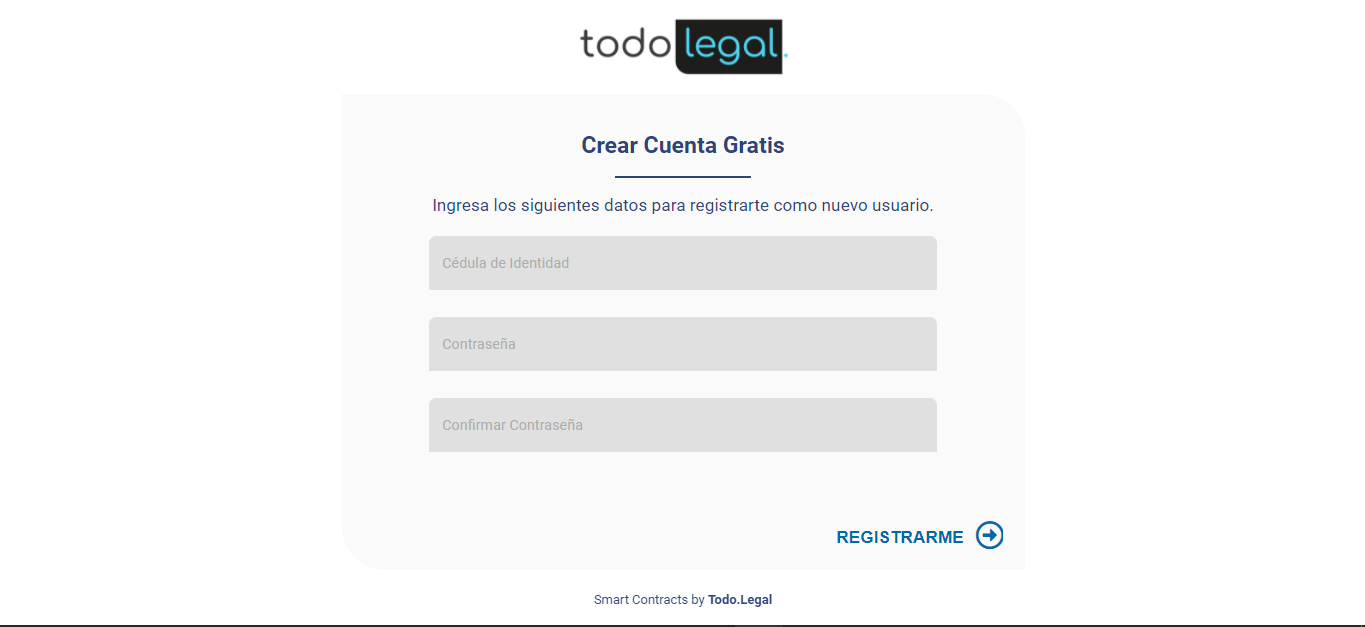 todo legal.
Crear Cuenta Gratis
Ingresa los siguientes datos para registrarte como nuevo usuario.
Cédula de Identidad
Contraseña
Confirmar Contraseña
REGISTRARME
Smart Contracts by Todo.Legal